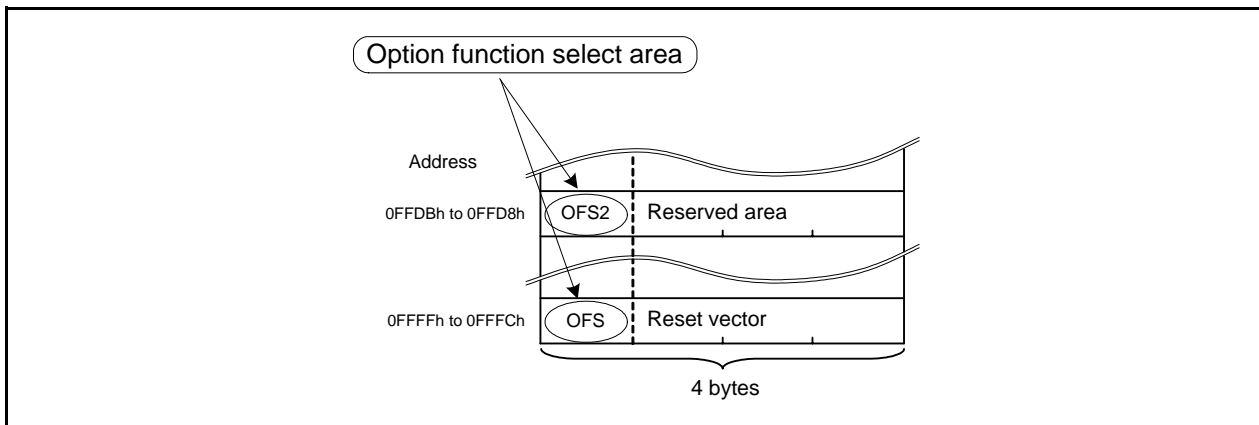 Option function select area
Address
0FFDBh to 0FFD8h OFS2 Reserved area
0FFFFh to 0FFFCh OFS Reset vector
4 bytes